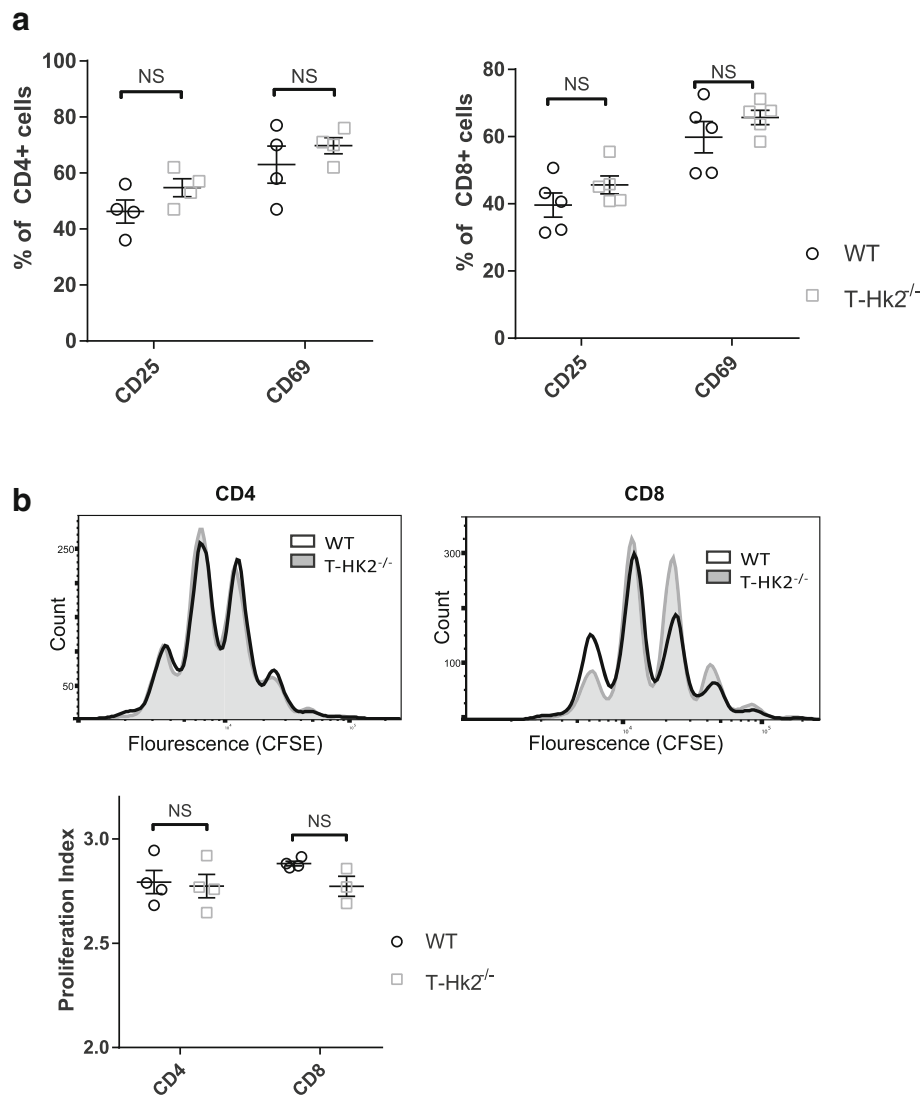 a
100
80
60
40
20
0
% of CD4+ cells
NS
NS
CD25
CD69
80
60
40
20
0
% of CD8+ cells
NS
NS
CD25
CD69
WT
T-Hk2-/-
b
CD4
250
50
Count
WT
T-HK2-/-
Flourescence (CFSE)
CD8
300
100
Count
WT
T-HK2-/-
10⁴
10⁵
Flourescence (CFSE)
3.0
2.5
2.0
Proliferation Index
NS
NS
CD4
CD8
WT
T-Hk2-/-